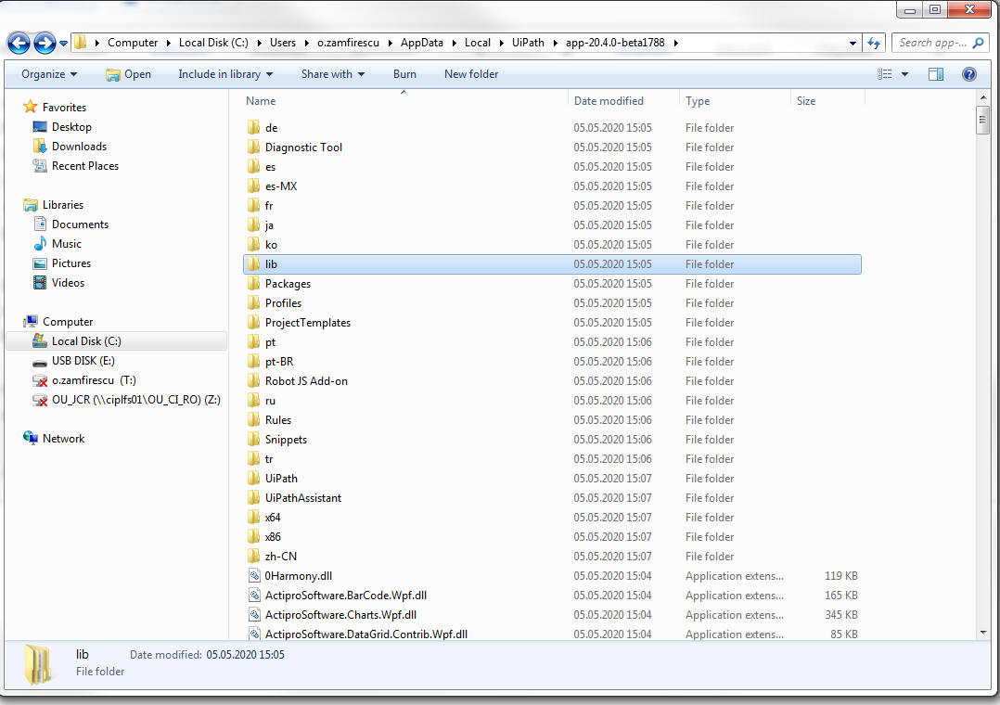 Computer Local Disk (C:) Users o.zamfirescu AppData Local UiPath app-20.4.0-beta1788 Search app-...
Organize Open Include in library Share with Burn New folder
Favorites
Desktop
Downloads
Recent Places
Libraries
Documents
Music
Pictures
Videos
Computer
Local Disk (C:)
USB DISK (E:)
o.zamfirescu (T:)
OU_JCR (\\ciplfs01\OU_CI_RO) (Z:)
Network
Name Date modified Type Size
de 05.05.2020 15:05 File folder
Diagnostic Tool 05.05.2020 15:05 File folder
es 05.05.2020 15:05 File folder
es-MX 05.05.2020 15:05 File folder
fr 05.05.2020 15:05 File folder
ja 05.05.2020 15:05 File folder
ko 05.05.2020 15:05 File folder
lib 05.05.2020 15:05 File folder
Packages 05.05.2020 15:05 File folder
Profiles 05.05.2020 15:05 File folder
ProjectTemplates 05.05.2020 15:05 File folder
pt 05.05.2020 15:06 File folder
pt-BR 05.05.2020 15:06 File folder
Robot JS Add-on 05.05.2020 15:06 File folder
ru 05.05.2020 15:06 File folder
Rules 05.05.2020 15:06 File folder
Snippets 05.05.2020 15:06 File folder
tr 05.05.2020 15:06 File folder
UiPath 05.05.2020 15:07 File folder
UiPathAssistant 05.05.2020 15:07 File folder
x64 05.05.2020 15:07 File folder
x86 05.05.2020 15:07 File folder
zh-CN 05.05.2020 15:07 File folder
0Harmony.dll 05.05.2020 15:04 Application extens... 119 KB
ActiproSoftware.BarCode.Wpf.dll 05.05.2020 15:04 Application extens... 165 KB
ActiproSoftware.Charts.Wpf.dll 05.05.2020 15:04 Application extens... 345 KB
ActiproSoftware.DataGrid.Contrib.Wpf.dll 05.05.2020 15:04 Application extens... 85 KB
lib Date modified: 05.05.2020 15:05
File folder